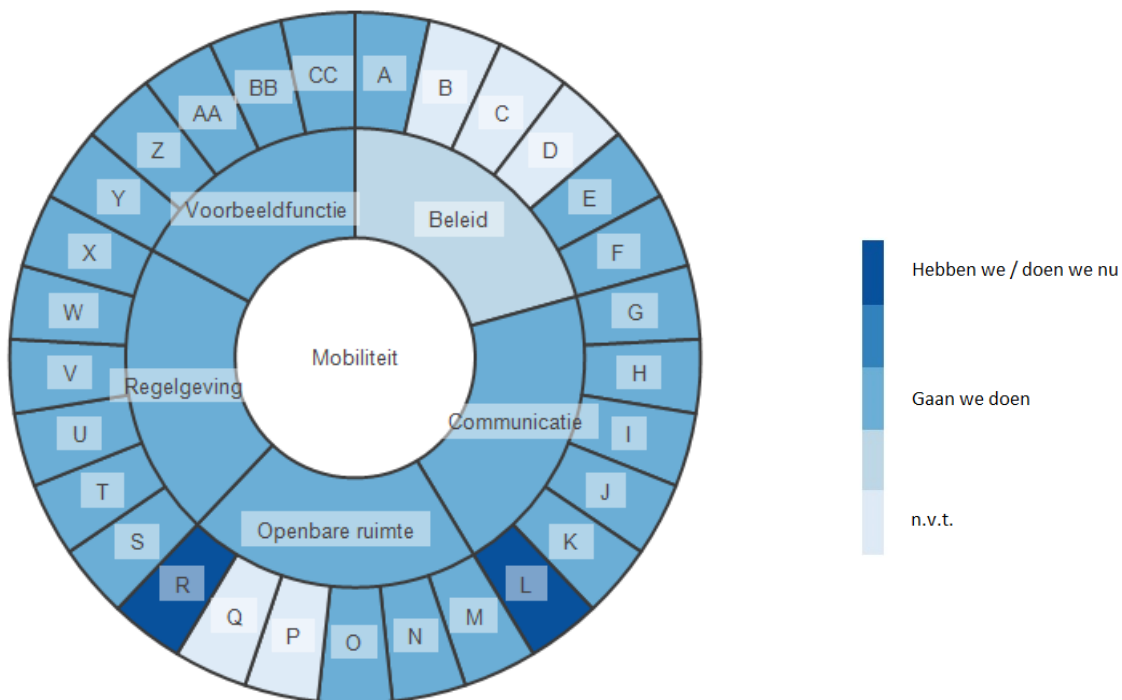 A
B
C
D
E
F
G
H
I
J
K
L
M
N
O
P
Q
R
S
T
U
V
W
X
Y
Z
AA
BB
CC
Voorbeeldfunctie
Beleid
Mobiliteit
Regelgeving
Communicatie
Openbare ruimte
Hebben we / doen we nu
Gaan we doen
n.v.t.